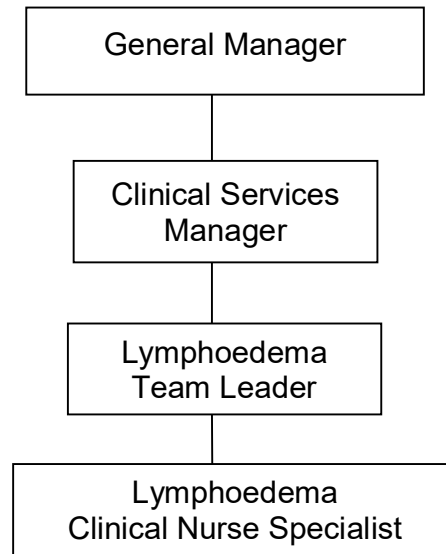 General Manager
Clinical Services
Manager
Lymphoedema
Team Leader
Lymphoedema
Clinical Nurse Specialist